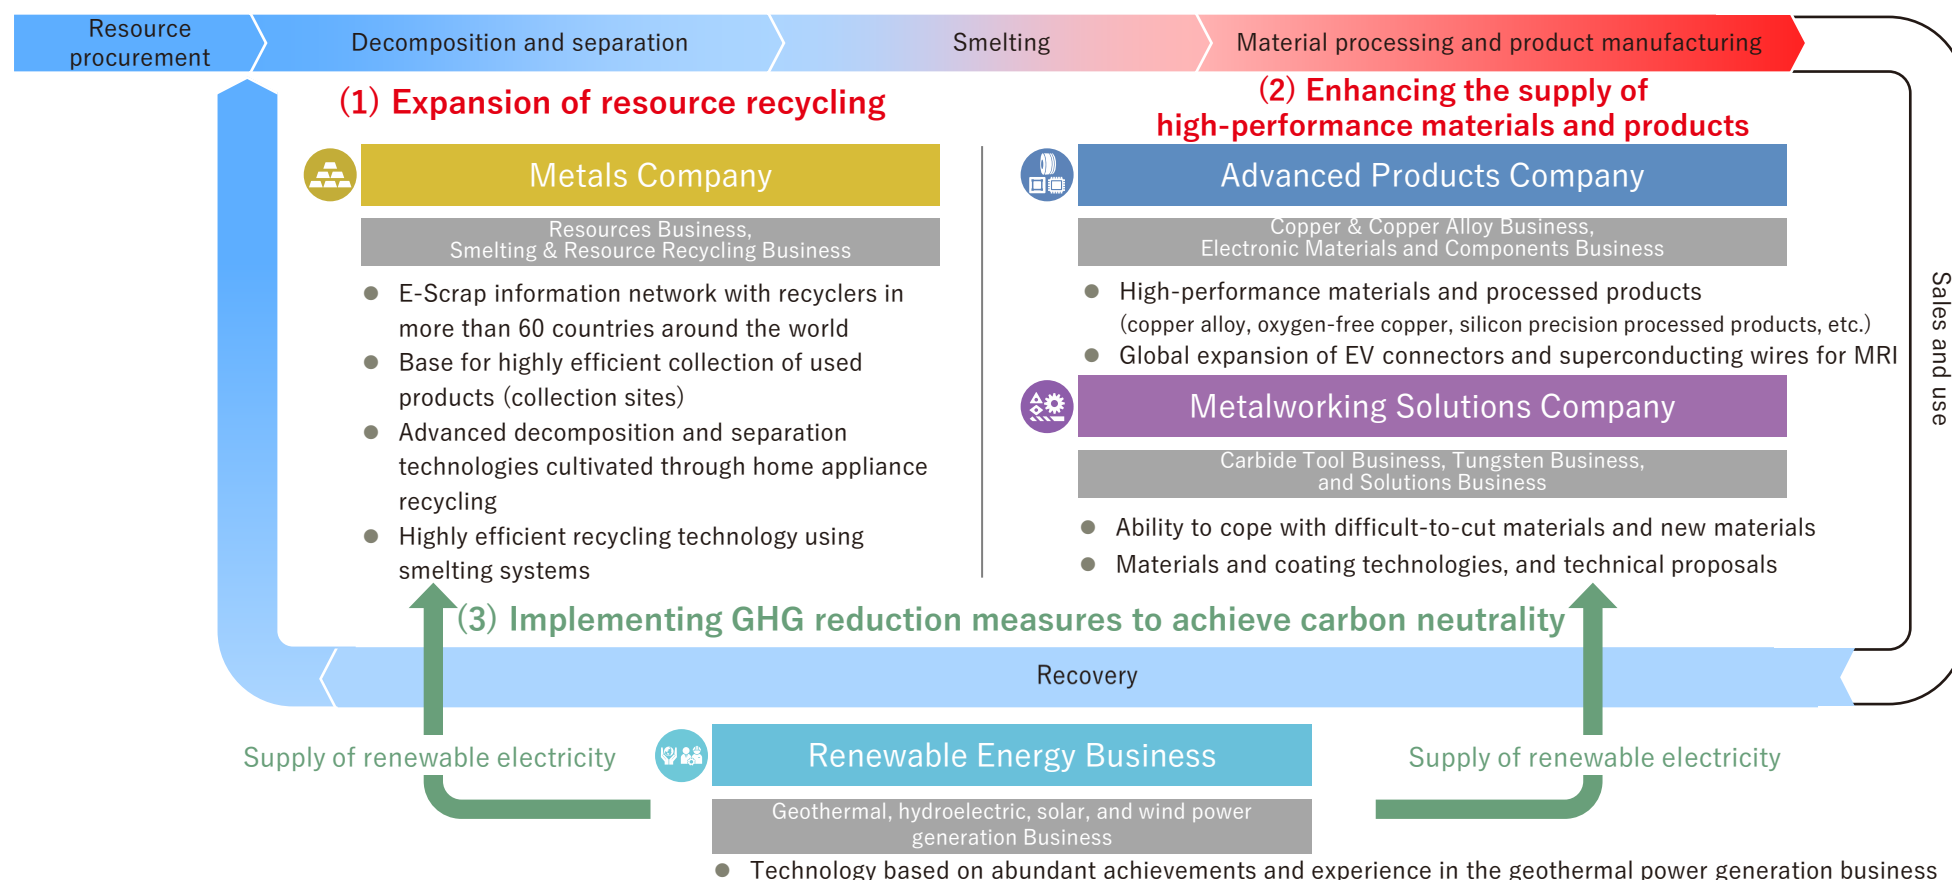 Resource
procurement
Decomposition and separation
Smelting
Material processing and product manufacturing
(1) Expansion of resource recycling
Metals Company
Resources Business,
Smelting & Resource Recycling Business
● E-Scrap information network with recyclers in
more than 60 countries around the world
● Base for highly efficient collection of used
products (collection sites)
● Advanced decomposition and separation
technologies cultivated through home appliance
recycling
● Highly efficient recycling technology using
smelting systems
(2) Enhancing the supply of
high-performance materials and products
Advanced Products Company
Copper & Copper Alloy Business,
Electronic Materials and Components Business
● High-performance materials and processed products
(copper alloy, oxygen-free copper, silicon precision processed products, etc.)
● Global expansion of EV connectors and superconducting wires for MRI
Metalworking Solutions Company
Carbide Tool Business, Tungsten Business,
and Solutions Business
● Ability to cope with difficult-to-cut materials and new materials
● Materials and coating technologies, and technical proposals
Sales and use
(3) Implementing GHG reduction measures to achieve carbon neutrality
Recovery
Supply of renewable electricity
Renewable Energy Business
Supply of renewable electricity
Geothermal, hydroelectric, solar, and wind power
generation Business
● Technology based on abundant achievements and experience in the geothermal power generation business